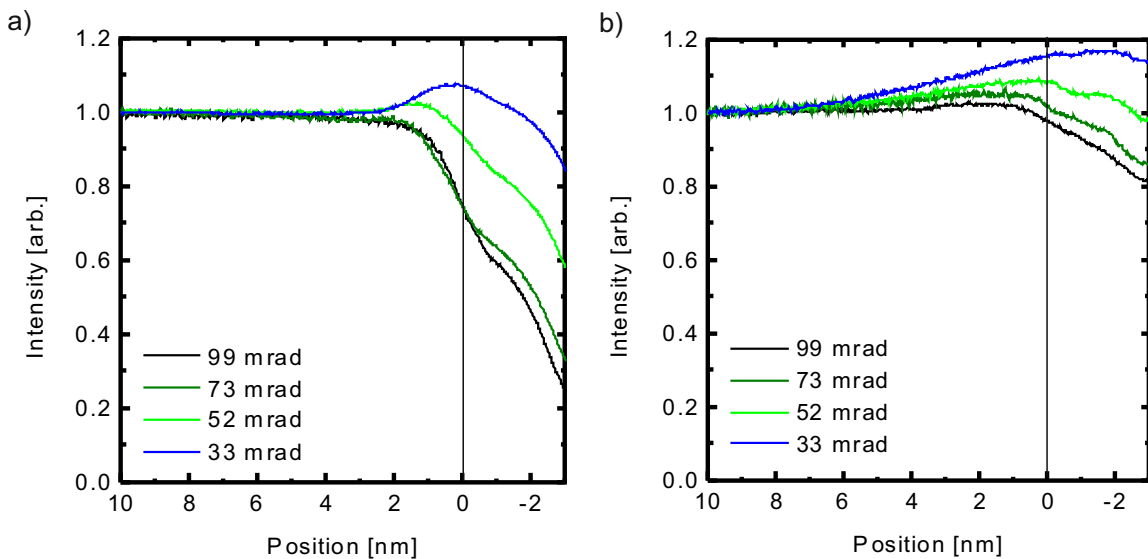 a)
1.2
1.0
0.8
0.6
0.4
0.2
0.0
Intensity [arb.]
99 mrad
73 mrad
52 mrad
33 mrad
10 8 6 4 2 0 -2
Position [nm]
b)
1.2
1.0
0.8
0.6
0.4
0.2
0.0
Intensity [arb.]
99 mrad
73 mrad
52 mrad
33 mrad
10 8 6 4 2 0 -2
Position [nm]